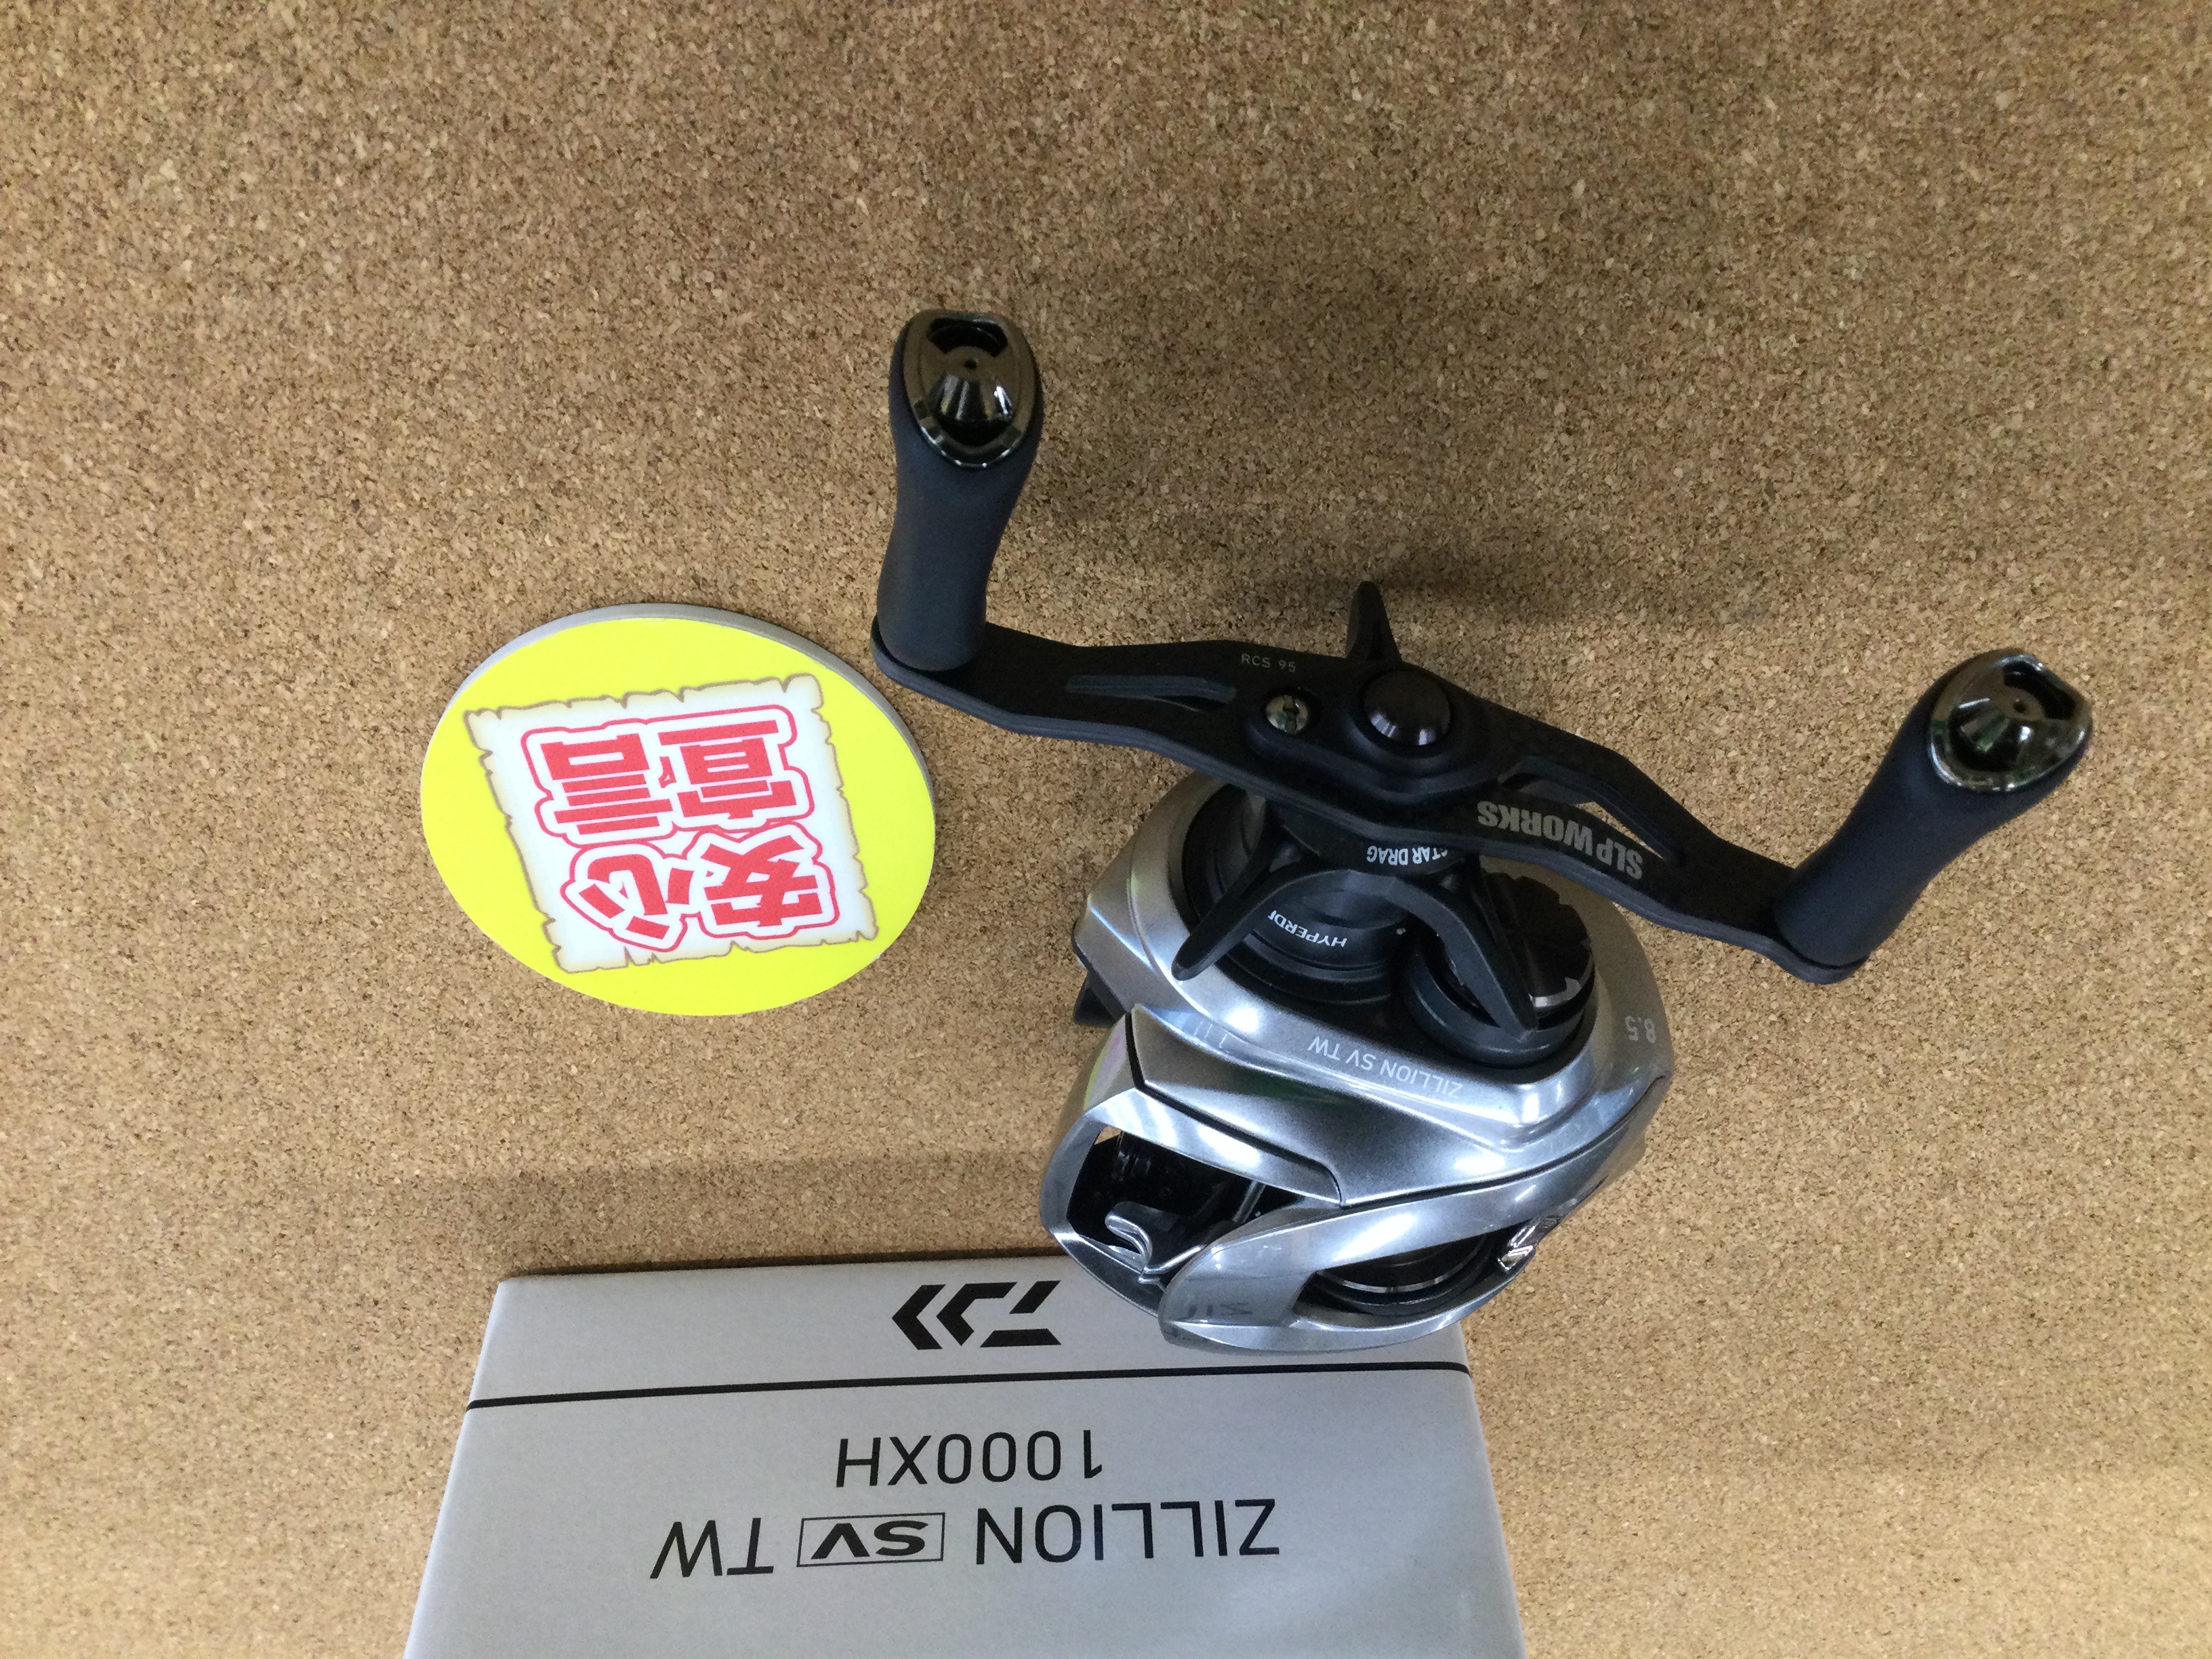 安心
宣言
RCS 95
SLP WORKS
STAR DRAG
HYPERDR
ZILLION SV TW
8.5
ZILLION SV TW
1000XH